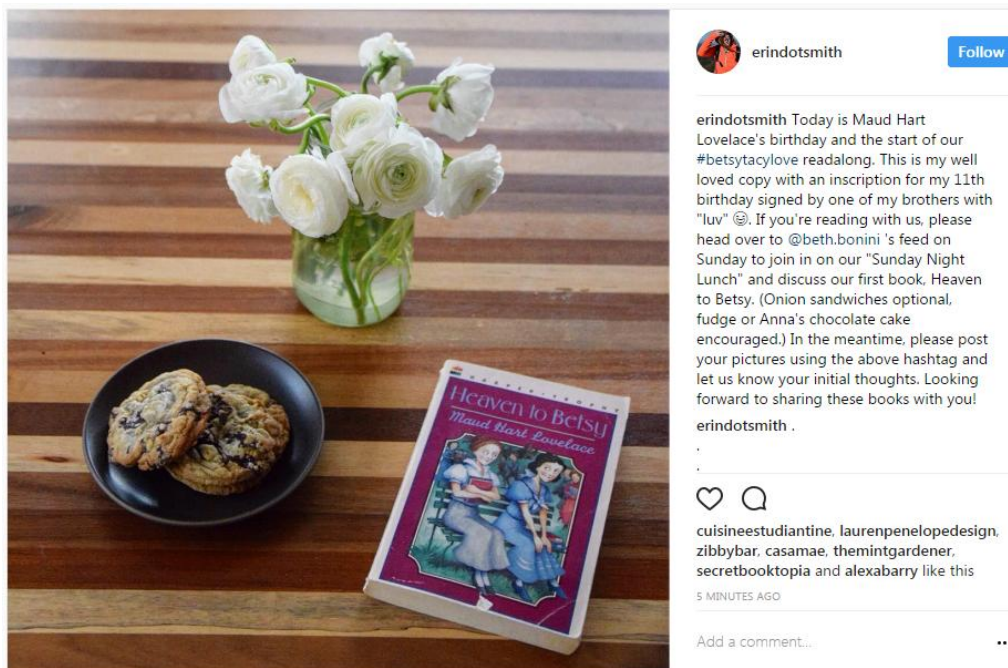 HARPER TROPHY
Heaven to Betsy
Maud Hart Lovelace
erindotsmith
Follow
erindotsmith Today is Maud Hart
Lovelace's birthday and the start of our
#betsytacylove readalong. This is my well
loved copy with an inscription for my 11th
birthday signed by one of my brothers with
"luv" 😆. If you're reading with us, please
head over to @beth.bonini 's feed on
Sunday to join in on our "Sunday Night
Lunch" and discuss our first book, Heaven
to Betsy. (Onion sandwiches optional,
fudge or Anna's chocolate cake
encouraged.) In the meantime, please post
your pictures using the above hashtag and
let us know your initial thoughts. Looking
forward to sharing these books with you!
erindotsmith .
.
.
cuisineestudiantine, laurenpenelopedesign,
zibbybar, casamae, themintgardener,
secretbooktopia and alexabarry like this
5 MINUTES AGO
Add a comment...